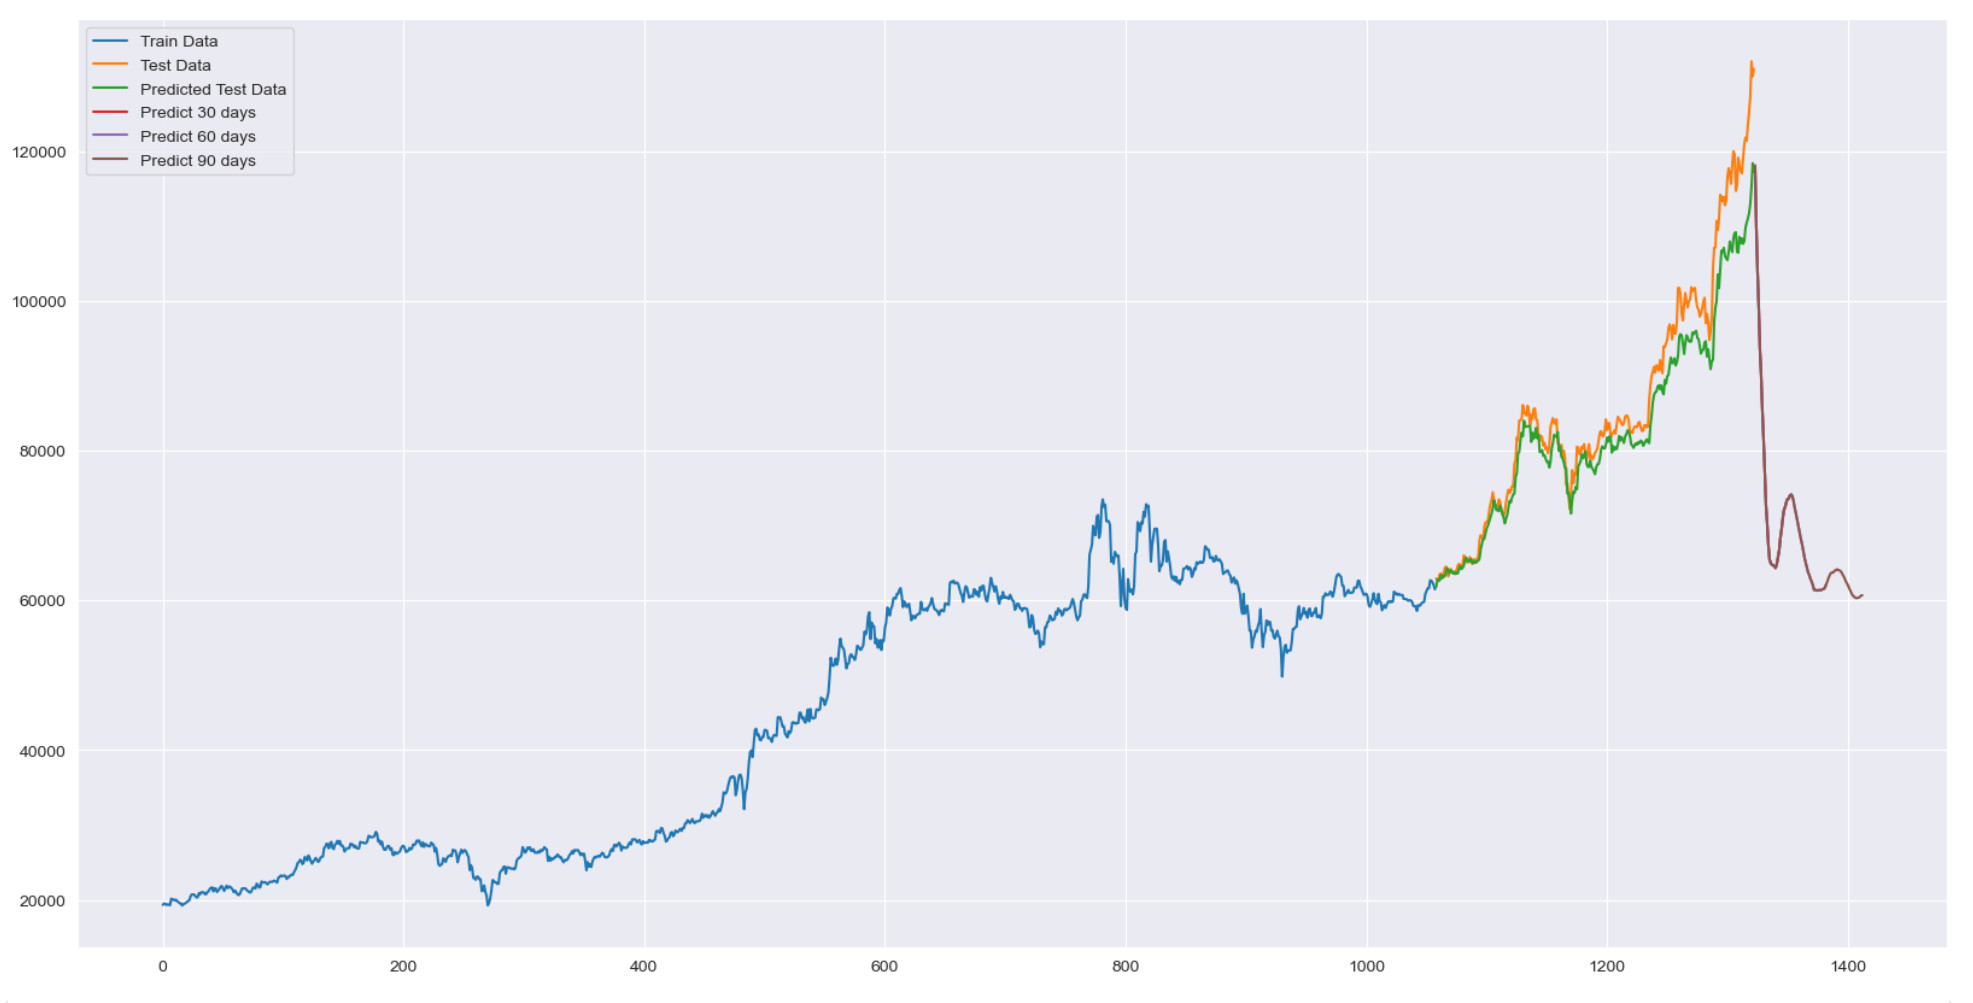 Train Data
Test Data
Predicted Test Data
Predict 30 days
Predict 60 days
Predict 90 days
120000
100000
80000
60000
40000
20000
0 200 400 600 800 1000 1200 1400